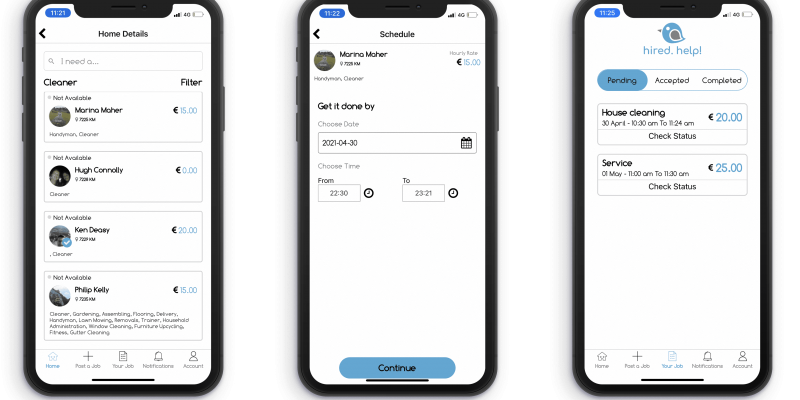 11:21
4G
Home Details
I need a...
Cleaner
Filter
Not Available
Marina Maher
€ 15.00
7235 KM
Handyman, Cleaner
Not Available
Hugh Connolly
€ 0.00
7228 KM
Cleaner
Not Available
Ken Deasy
€ 20.00
7229 KM
, Cleaner
Not Available
Philip Kelly
€ 15.00
7235 KM
Cleaner, Gardening, Assembling, Flooring, Delivery,
Handyman, Lawn Mowing, Removals, Trainer, Household
Administration, Window Cleaning, Furniture Upcycling,
Fitness, Gutter Cleaning
Home
Post a Job
Your Job
Notifications
Account
11:22
4G
Schedule
Marina Maher
Hourly Rate
7235 KM
€ 15.00
Handyman, Cleaner
Get it done by
Choose Date
2021-04-30
Choose Time
From
To
22:30
23:21
Continue
11:25
4G
hired. help!
Pending
Accepted
Completed
House cleaning
€ 20.00
30 April - 10:30 am To 11:24 am
Check Status
Service
€ 25.00
01 May - 11:00 am To 11:30 am
Check Status
Home
Post a Job
Your Job
Notifications
Account